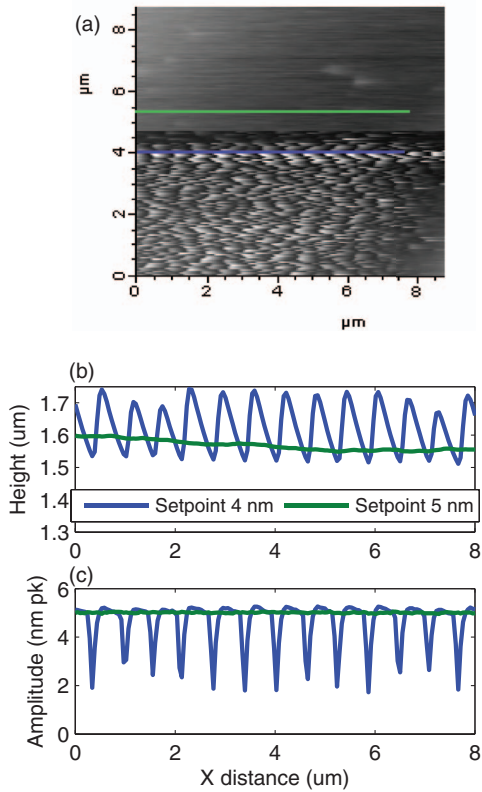 (a)
µm
8
6
4
2
0
0 2 4 6 8
µm
(b)
Height (um)
1.7
1.6
1.5
1.4
1.3
Setpoint 4 nm Setpoint 5 nm
0 2 4 6 8
(c)
Amplitude (nm pk)
6
4
2
0
0 2 4 6 8
X distance (um)